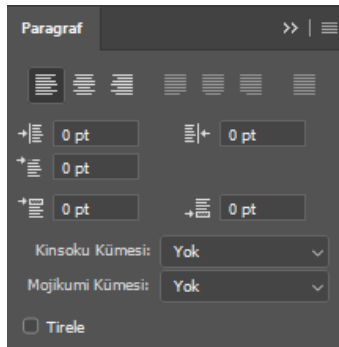 Paragraf
0 pt 0 pt
0 pt
0 pt 0 pt
Kinsoku Kümesi: Yok
Mojikumi Kümesi: Yok
Tirele